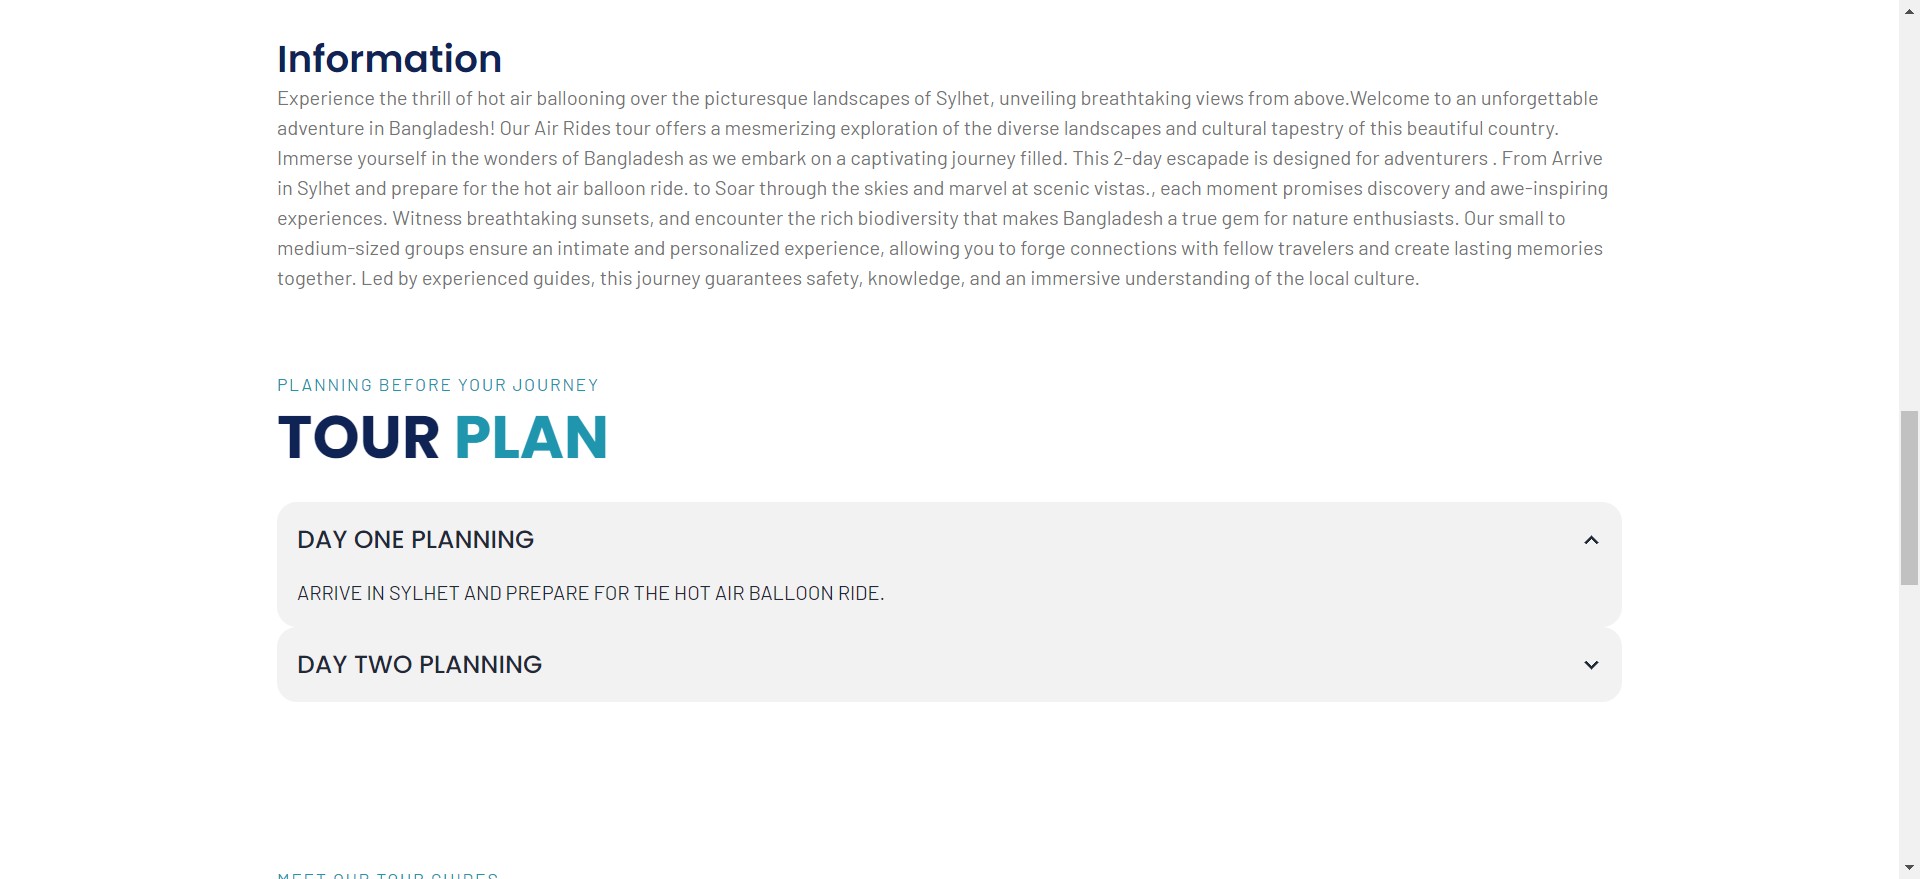 Information
Experience the thrill of hot air ballooning over the picturesque landscapes of Sylhet, unveiling breathtaking views from above.Welcome to an unforgettable
adventure in Bangladesh! Our Air Rides tour offers a mesmerizing exploration of the diverse landscapes and cultural tapestry of this beautiful country.
Immerse yourself in the wonders of Bangladesh as we embark on a captivating journey filled. This 2-day escapade is designed for adventurers . From Arrive
in Sylhet and prepare for the hot air balloon ride. to Soar through the skies and marvel at scenic vistas., each moment promises discovery and awe-inspiring
experiences. Witness breathtaking sunsets, and encounter the rich biodiversity that makes Bangladesh a true gem for nature enthusiasts. Our small to
medium-sized groups ensure an intimate and personalized experience, allowing you to forge connections with fellow travelers and create lasting memories
together. Led by experienced guides, this journey guarantees safety, knowledge, and an immersive understanding of the local culture.
PLANNING BEFORE YOUR JOURNEY
TOUR PLAN
DAY ONE PLANNING
ARRIVE IN SYLHET AND PREPARE FOR THE HOT AIR BALLOON RIDE.
DAY TWO PLANNING
MEET OUR TOUR GUIDES